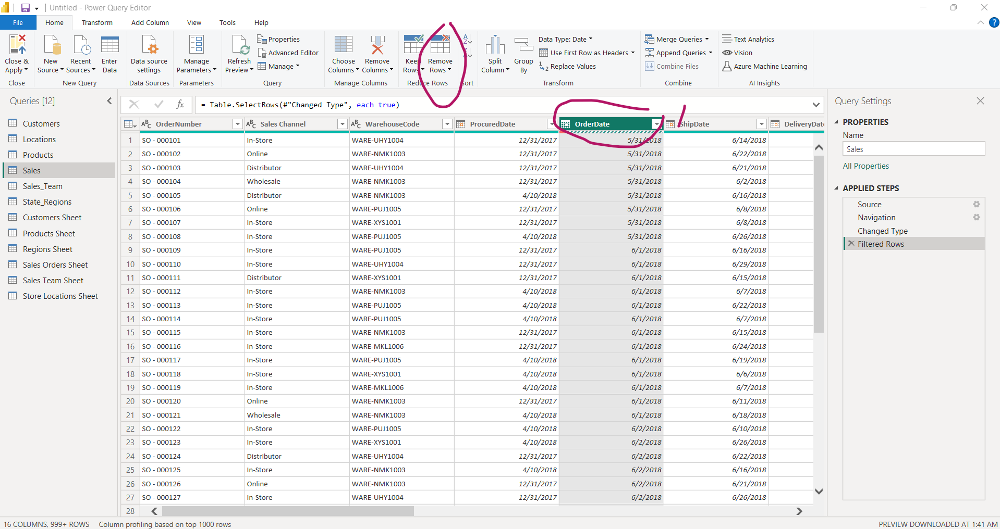 Untitled - Power Query Editor
File Home Transform Add Column View Tools Help
Close & Apply
New Source
Recent Sources
Enter Data
Data source settings
Manage Parameters
Refresh Preview
Properties
Advanced Editor
Manage
Choose Columns
Remove Columns
Keep Rows
Remove Rows
Split Column
Group By
Data Type: Date
Use First Row as Headers
Replace Values
Merge Queries
Append Queries
Combine Files
Text Analytics
Vision
Azure Machine Learning
Close New Query Data Sources Parameters Query Manage Columns Reduce Rows Sort Transform Combine AI Insights
Queries [12]
Customers
Locations
Products
Sales
Sales_Team
State_Regions
Customers Sheet
Products Sheet
Regions Sheet
Sales Orders Sheet
Sales Team Sheet
Store Locations Sheet
fx = Table.SelectRows(#"Changed Type", each true)
OrderNumber Sales Channel WarehouseCode ProcuredDate OrderDate ShipDate DeliveryDate
1 SO - 000101 In-Store WARE-UHY1004 12/31/2017 5/31/2018 6/14/2018
2 SO - 000102 Online WARE-NMK1003 12/31/2017 5/31/2018 6/22/2018
3 SO - 000103 Distributor WARE-UHY1004 12/31/2017 5/31/2018 6/21/2018
4 SO - 000104 Wholesale WARE-NMK1003 12/31/2017 5/31/2018 6/2/2018
5 SO - 000105 Distributor WARE-NMK1003 4/10/2018 5/31/2018 6/16/2018
6 SO - 000106 Online WARE-PUJ1005 12/31/2017 5/31/2018 6/8/2018
7 SO - 000107 In-Store WARE-XYS1001 12/31/2017 5/31/2018 6/8/2018
8 SO - 000108 In-Store WARE-PUJ1005 4/10/2018 5/31/2018 6/26/2018
9 SO - 000109 In-Store WARE-PUJ1005 12/31/2017 6/1/2018 6/16/2018
10 SO - 000110 In-Store WARE-UHY1004 12/31/2017 6/1/2018 6/29/2018
11 SO - 000111 Distributor WARE-XYS1001 12/31/2017 6/1/2018 6/15/2018
12 SO - 000112 In-Store WARE-NMK1003 4/10/2018 6/1/2018 6/7/2018
13 SO - 000113 In-Store WARE-PUJ1005 4/10/2018 6/1/2018 6/22/2018
14 SO - 000114 In-Store WARE-PUJ1005 4/10/2018 6/1/2018 6/7/2018
15 SO - 000115 In-Store WARE-NMK1003 12/31/2017 6/1/2018 6/15/2018
16 SO - 000116 In-Store WARE-MKL1006 12/31/2017 6/1/2018 6/24/2018
17 SO - 000117 In-Store WARE-PUJ1005 4/10/2018 6/1/2018 6/19/2018
18 SO - 000118 In-Store WARE-XYS1001 4/10/2018 6/1/2018 6/6/2018
19 SO - 000119 In-Store WARE-MKL1006 4/10/2018 6/1/2018 6/7/2018
20 SO - 000120 Online WARE-NMK1003 12/31/2017 6/1/2018 6/11/2018
21 SO - 000121 Wholesale WARE-NMK1003 4/10/2018 6/1/2018 6/18/2018
22 SO - 000122 In-Store WARE-PUJ1005 4/10/2018 6/2/2018 6/10/2018
23 SO - 000123 In-Store WARE-XYS1001 4/10/2018 6/2/2018 6/26/2018
24 SO - 000124 Distributor WARE-UHY1004 12/31/2017 6/2/2018 6/22/2018
25 SO - 000125 In-Store WARE-NMK1003 4/10/2018 6/2/2018 6/16/2018
26 SO - 000126 Online WARE-NMK1003 12/31/2017 6/2/2018 6/21/2018
27 SO - 000127 In-Store WARE-UHY1004 12/31/2017 6/2/2018 6/26/2018
28
Query Settings
PROPERTIES
Name
Sales
All Properties
APPLIED STEPS
Source
Navigation
Changed Type
Filtered Rows
16 COLUMNS, 999+ ROWS Column profiling based on top 1000 rows PREVIEW DOWNLOADED AT 1:41 AM